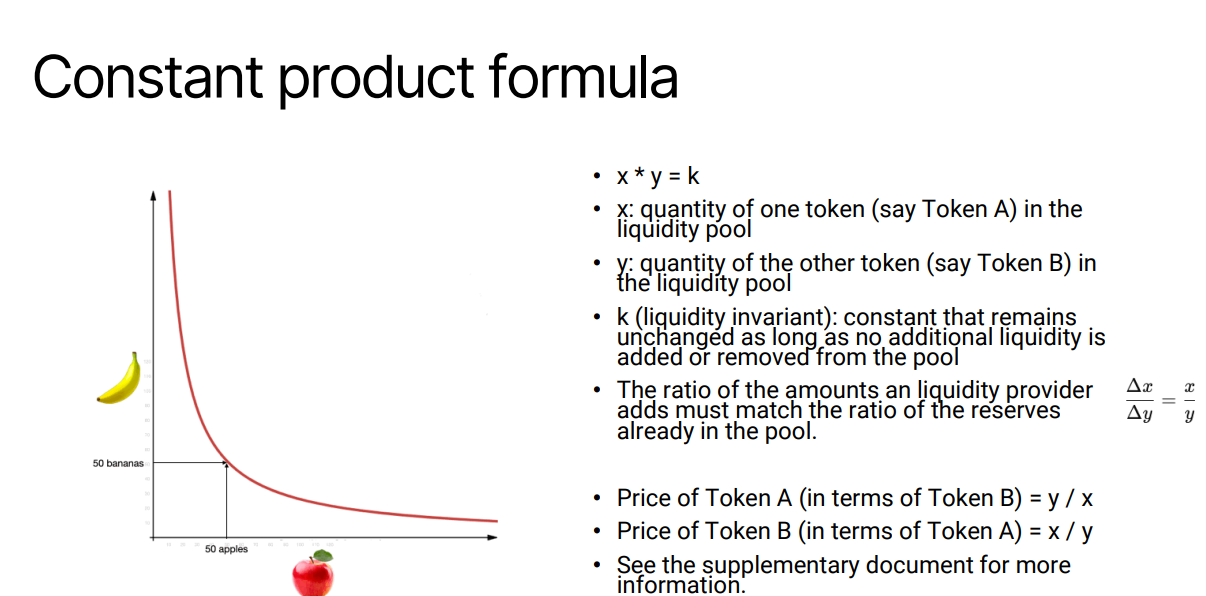 Constant product formula
• x * y = k
• x: quantity of one token (say Token A) in the
liquidity pool
• y: quantity of the other token (say Token B) in
the liquidity pool
• k (liquidity invariant): constant that remains
unchanged as long as no additional liquidity is
added or removed from the pool
• The ratio of the amounts an liquidity provider
adds must match the ratio of the reserves
already in the pool.
Δx/Δy = x/y
• Price of Token A (in terms of Token B) = y / x
• Price of Token B (in terms of Token A) = x / y
• See the supplementary document for more
information.
50 bananas
50 apples